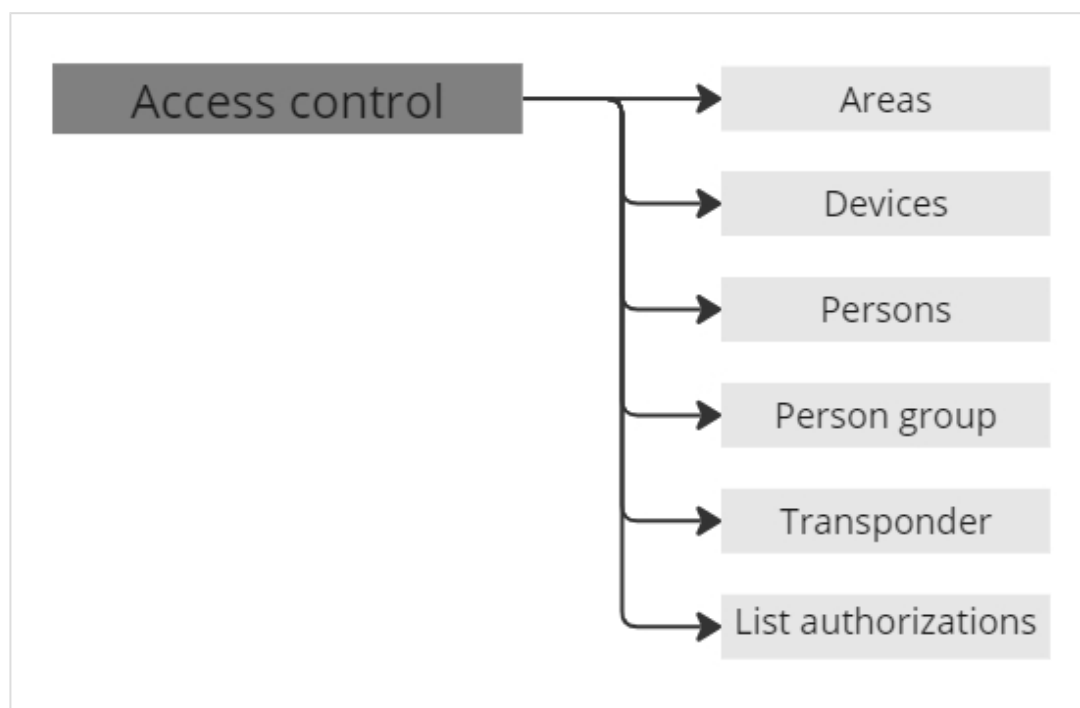 Access control
Areas
Devices
Persons
Person group
Transponder
List authorizations